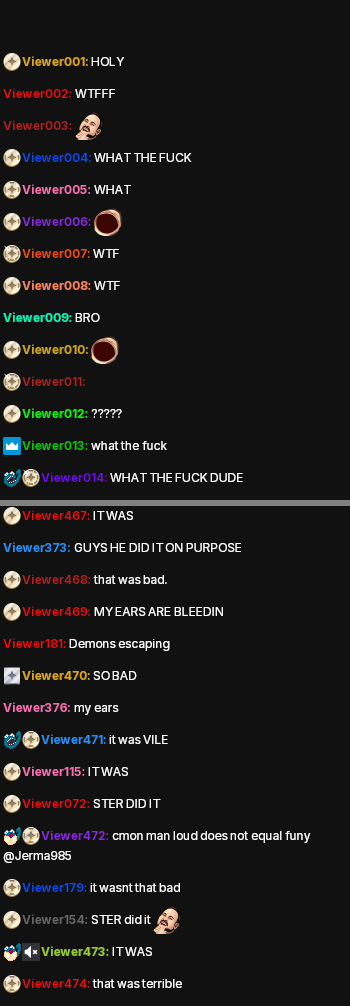 Viewer001: HOLY
Viewer002: WTFFF
Viewer003:
Viewer004: WHAT THE FUCK
Viewer005: WHAT
Viewer006:
Viewer007: WTF
Viewer008: WTF
Viewer009: BRO
Viewer010:
Viewer011:
Viewer012: ?????
Viewer013: what the fuck
Viewer014: WHAT THE FUCK DUDE
Viewer467: IT WAS
Viewer373: GUYS HE DID IT ON PURPOSE
Viewer468: that was bad.
Viewer469: MY EARS ARE BLEEDIN
Viewer181: Demons escaping
Viewer470: SO BAD
Viewer376: my ears
Viewer471: it was VILE
Viewer115: IT WAS
Viewer072: STER DID IT
Viewer472: cmon man loud does not equal funy
@Jerma985
Viewer179: it wasnt that bad
Viewer154: STER did it
Viewer473: IT WAS
Viewer474: that was terrible